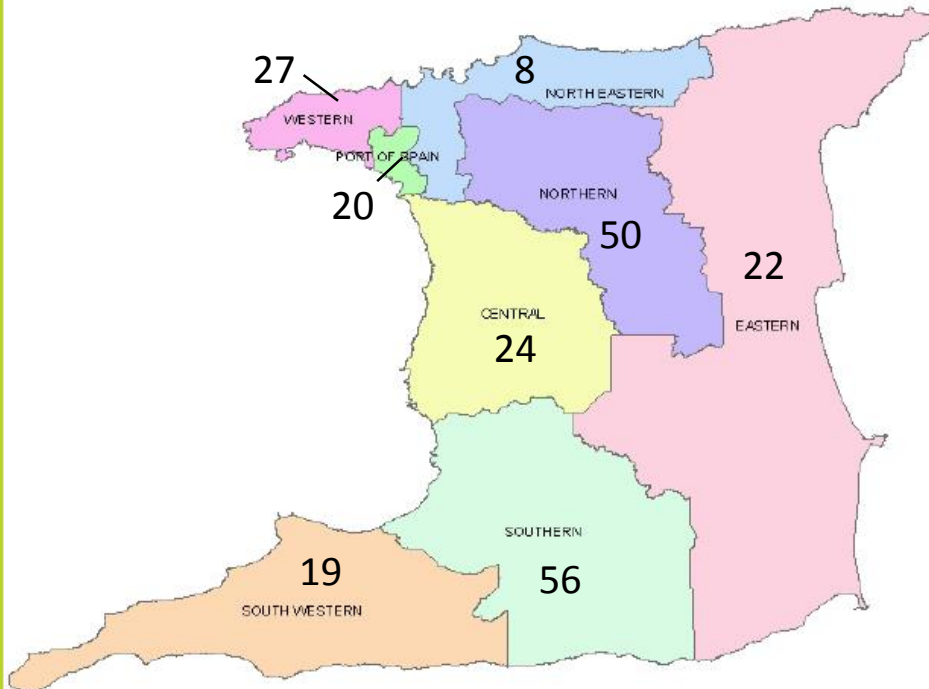 27
8
NORTH EASTERN
WESTERN
PORT OF SPAIN
20
NORTHERN
50
22
EASTERN
CENTRAL
24
SOUTHERN
56
19
SOUTH WESTERN